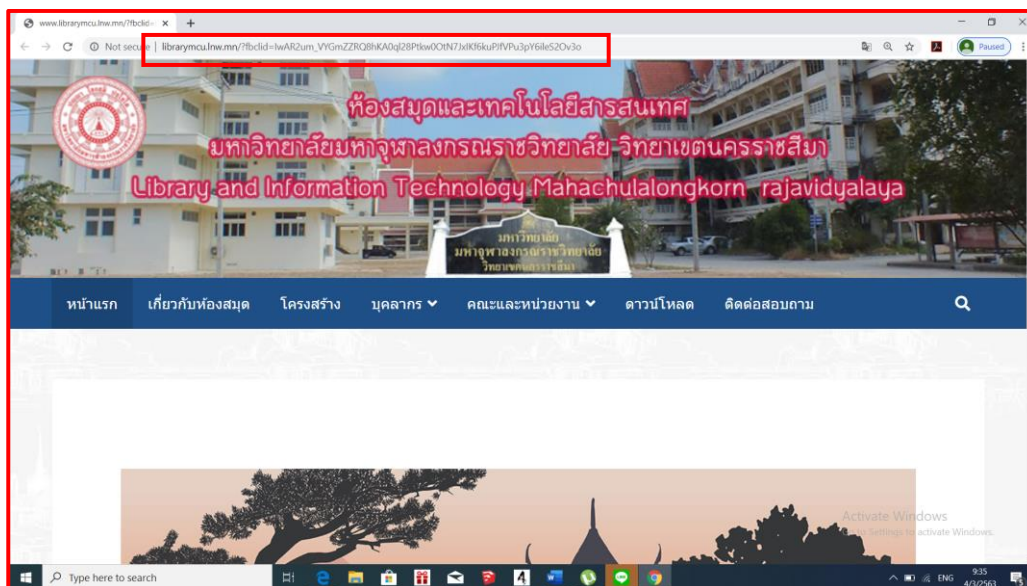 www.librarymcu.lnw.mn/?fbclid=
Not secure | librarymcu.lnw.mn/?fbclid=IwAR2um_VYGmZZRQ8hKA0ql28Ptkw0OtN7JxlKf6kuPJfVPu3pY6ileS2Ov3o
Paused
ห้องสมุดและเทคโนโลยีสารสนเทศ
มหาวิทยาลัยมหาจุฬาลงกรณราชวิทยาลัย วิทยาเขตนครราชสีมา
Library and Information Technology Mahachulalongkorn rajavidyalaya
มหาวิทยาลัย
มหาจุฬาลงกรณราชวิทยาลัย
วิทยาเขตนครราชสีมา
หน้าแรก เกี่ยวกับห้องสมุด โครงสร้าง บุคลากร คณะและหน่วยงาน ดาวน์โหลด ติดต่อสอบถาม
Activate Windows
Go to Settings to activate Windows.
Type here to search
ENG
9:35
4/3/2563